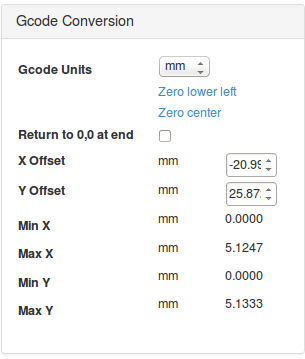 Gcode Conversion
Gcode Units mm
Zero lower left
Zero center
Return to 0,0 at end
X Offset mm -20.99
Y Offset mm 25.87
Min X mm 0.0000
Max X mm 5.1247
Min Y mm 0.0000
Max Y mm 5.1333